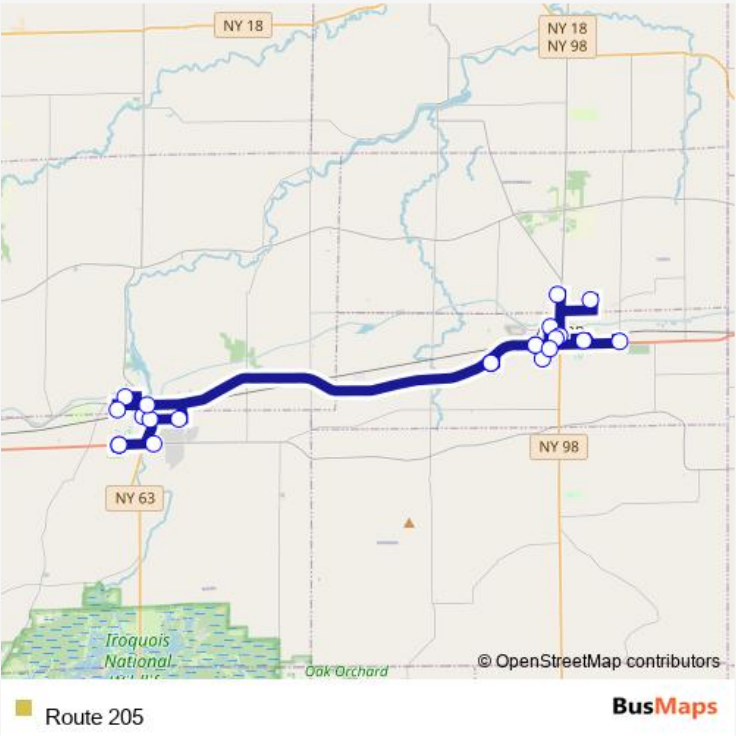 NY 18
NY 18
NY 98
NY 98
NY 63
Iroquois
National
Oak Orchard
© OpenStreetMap contributors
Route 205
BusMaps